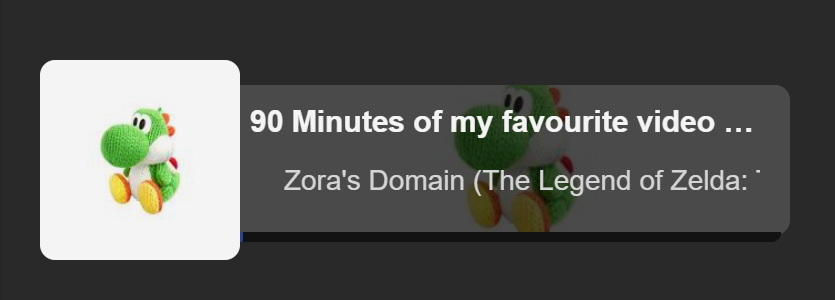 90 Minutes of my favourite video …
Zora's Domain (The Legend of Zelda: